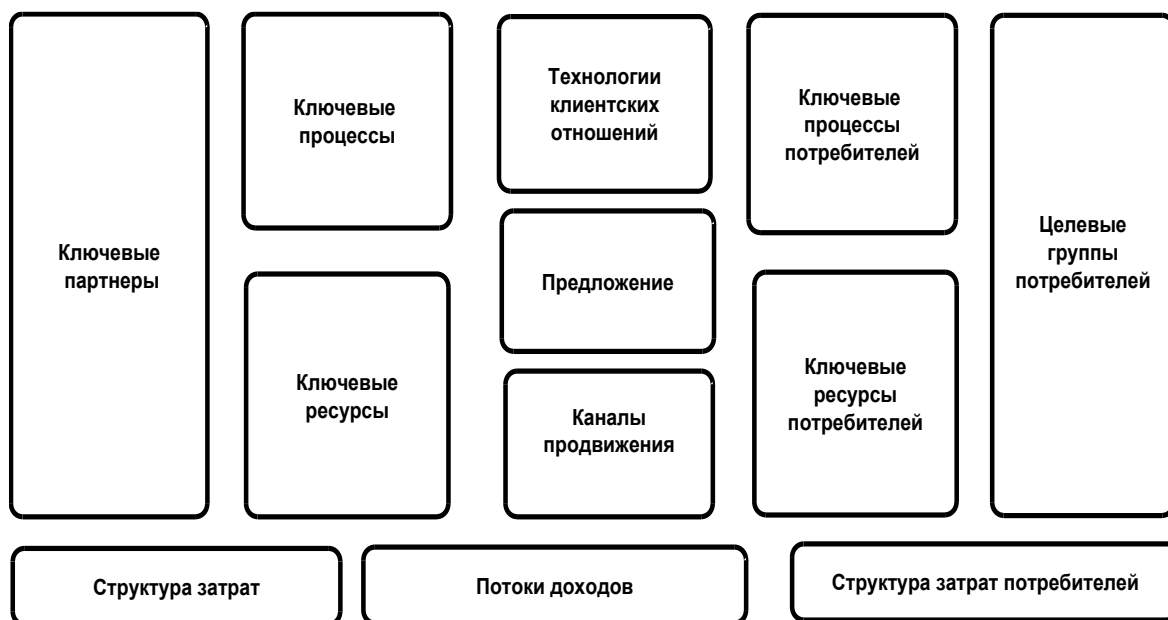 Ключевые
партнеры
Ключевые
процессы
Ключевые
ресурсы
Технологии
клиентских
отношений
Предложение
Каналы
продвижения
Ключевые
процессы
потребителей
Ключевые
ресурсы
потребителей
Целевые
группы
потребителей
Структура затрат
Потоки доходов
Структура затрат потребителей